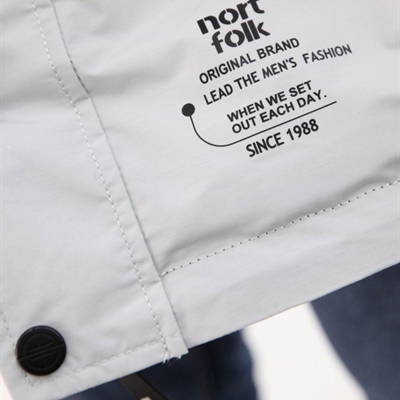 nort
folk
ORIGINAL BRAND
LEAD THE MEN'S FASHION
WHEN WE SET
OUT EACH DAY.
SINCE 1988